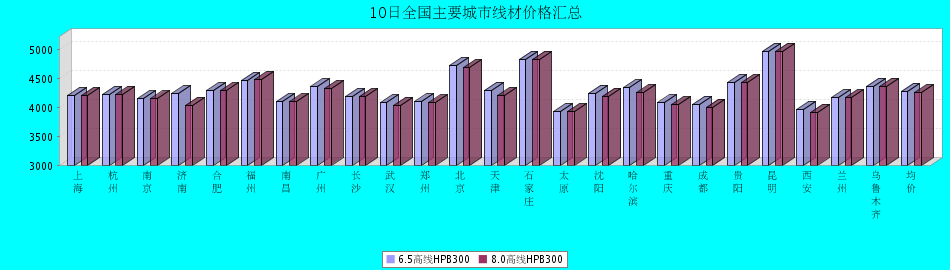 10日全国主要城市线材价格汇总
5000
4500
4000
3500
3000
上海 杭州 南京 济南 合肥 福州 南昌 广州 长沙 武汉 郑州 北京 天津 石家庄 太原 沈阳 哈尔滨 重庆 成都 贵阳 昆明 西安 兰州 乌鲁木齐 均价
6.5高线HPB300 8.0高线HPB300